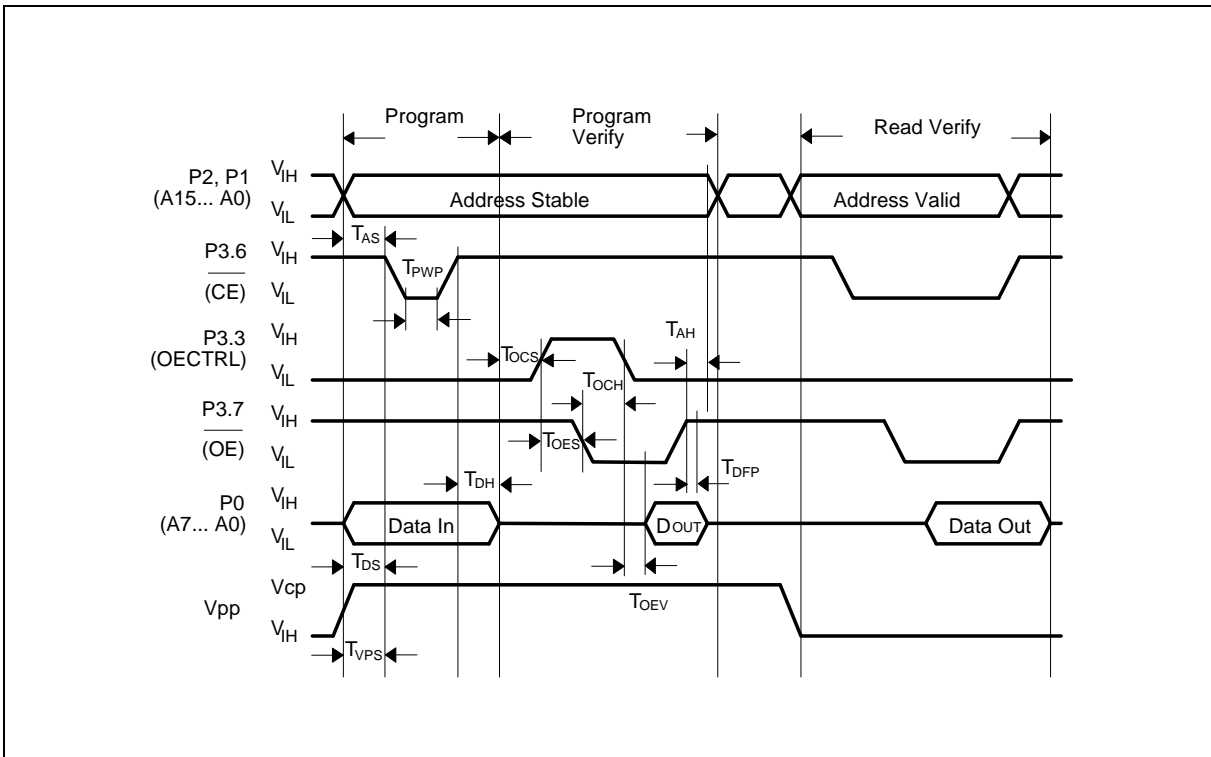 Program
Program
Verify
Read Verify
P2, P1
(A15... A0)
VIH
VIL
Address Stable
Address Valid
TAS
P3.6
(CE)
VIH
VIL
TPWP
P3.3
(OECTRL)
VIH
VIL
TOCS
TAH
TOCH
P3.7
(OE)
VIH
VIL
TOES
TDFP
TDH
P0
(A7... A0)
VIH
VIL
Data In
DOUT
Data Out
TDS
TOEV
Vpp
Vcp
VIH
TVPS